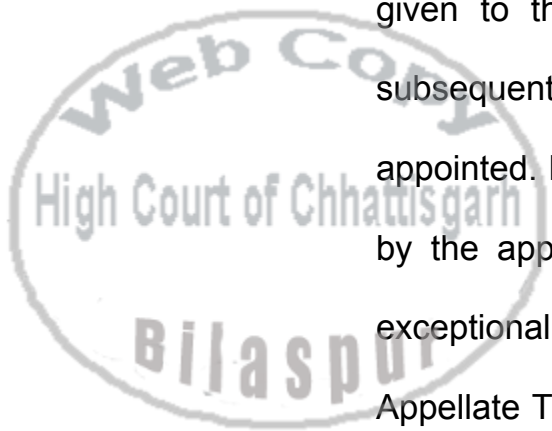 given to th
subsequent
appointed.
by the app
exceptional
Appellate T
Web Copy
High Court of Chhattisgarh
Bilaspur